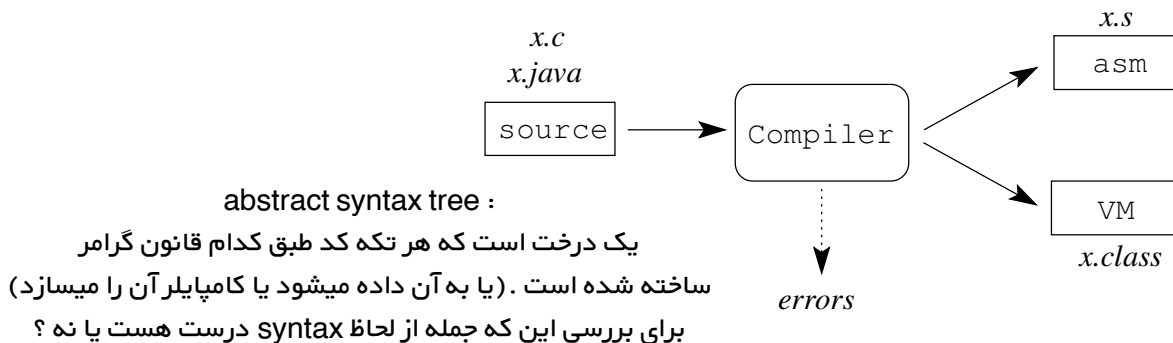 x.s
asm
x.c
x.java
source
Compiler
VM
x.class
errors
abstract syntax tree :
یک درخت است که هر تکه کد طبق کدام قانون گرامر
ساخته شده است .(یا به آن داده میشود یا کامپایلر آن را میسازد)
برای بررسی این که جمله از لحاظ syntax درست هست یا نه ؟